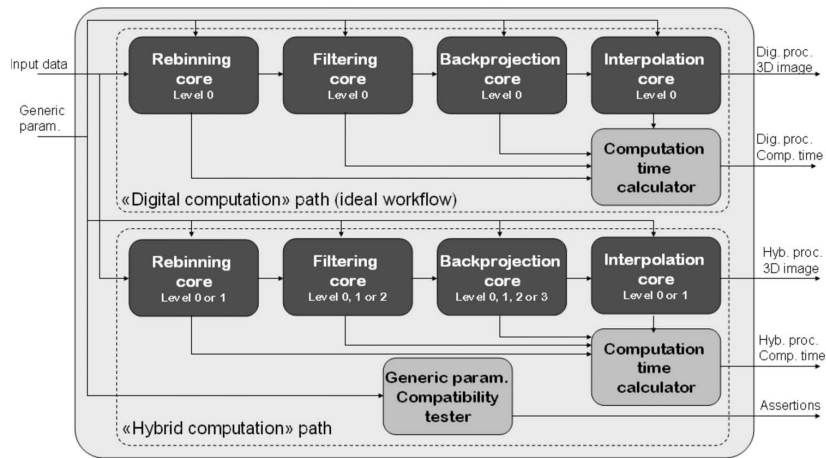 Input data
Generic
param.
Rebinning
core
Level 0
Filtering
core
Level 0
Backprojection
core
Level 0
Interpolation
core
Level 0
Dig. proc.
3D image
Computation
time
calculator
Dig. proc.
Comp. time
«Digital computation» path (ideal workflow)
Rebinning
core
Level 0 or 1
Filtering
core
Level 0, 1 or 2
Backprojection
core
Level 0, 1, 2 or 3
Interpolation
core
Level 0 or 1
Hyb. proc.
3D image
Computation
time
calculator
Hyb. proc.
Comp. time
Generic param.
Compatibility
tester
Assertions
«Hybrid computation» path